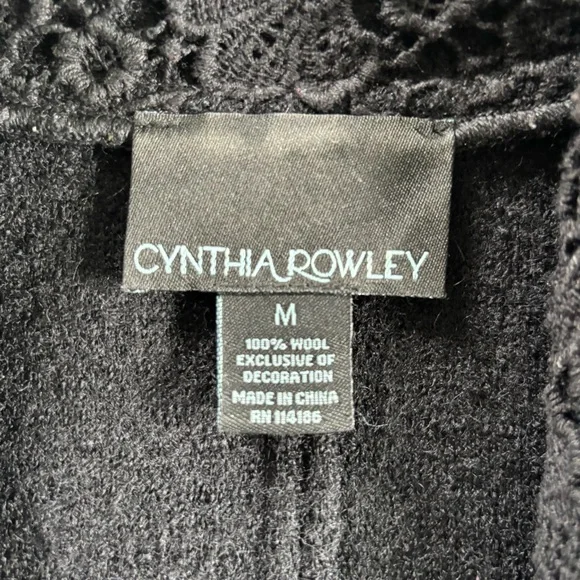 CYNTHIA ROWLEY
M
100% WOOL
EXCLUSIVE OF
DECORATION
MADE IN CHINA
RN 114186